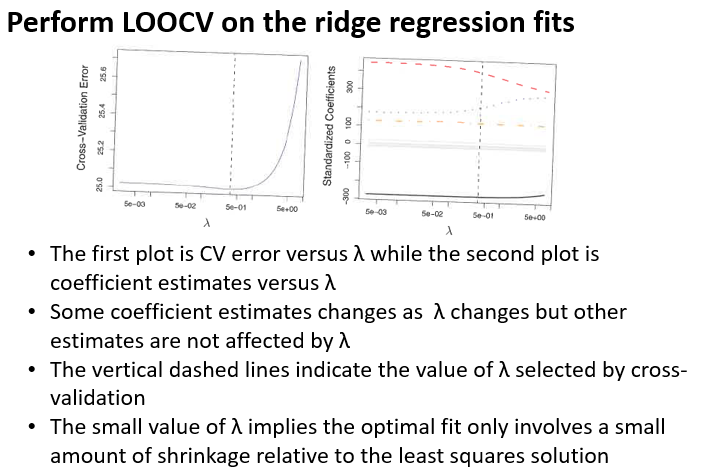 Perform LOOCV on the ridge regression fits
Cross−Validation Error
25.0 25.2 25.4 25.6
5e−03 5e−02 5e−01 5e+00
λ
Standardized Coefficients
−300 −100 0 100 300
5e−03 5e−02 5e−01 5e+00
λ
• The first plot is CV error versus λ while the second plot is
coefficient estimates versus λ
• Some coefficient estimates changes as λ changes but other
estimates are not affected by λ
• The vertical dashed lines indicate the value of λ selected by cross-
validation
• The small value of λ implies the optimal fit only involves a small
amount of shrinkage relative to the least squares solution